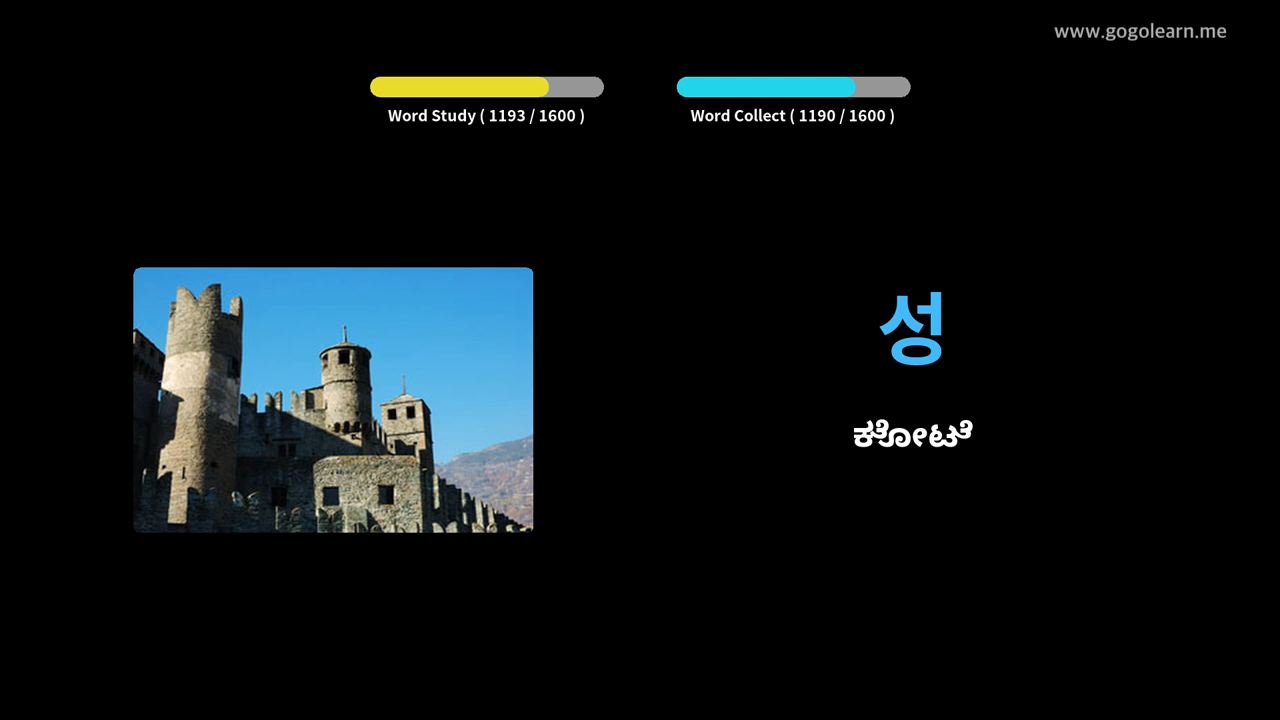 www.gogolearn.me
Word Study ( 1193 / 1600 )
Word Collect ( 1190 / 1600 )
성
ಕೋಟೆ